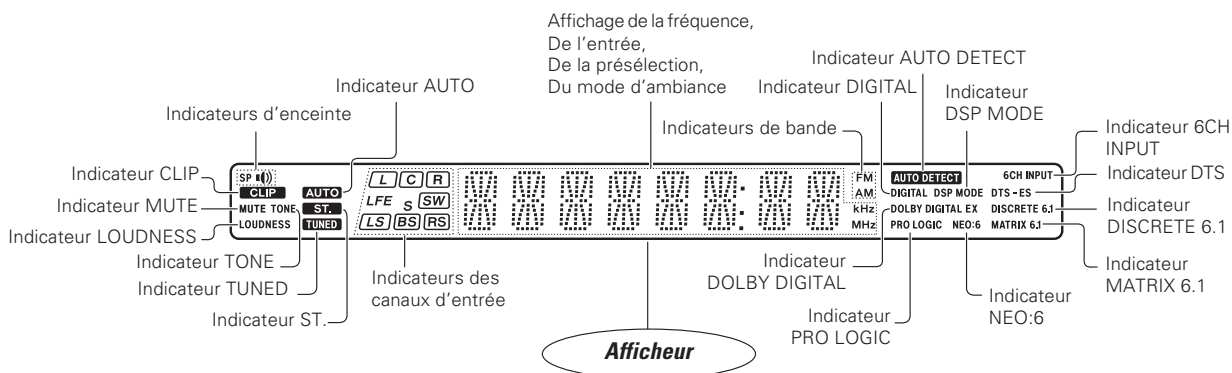 Affichage de la fréquence,
De l'entrée,
De la présélection,
Du mode d'ambiance
Indicateur AUTO DETECT
Indicateur AUTO
Indicateur DIGITAL
Indicateur
DSP MODE
Indicateurs d'enceinte
Indicateurs de bande
Indicateur 6CH
INPUT
Indicateur CLIP
Indicateur MUTE
Indicateur LOUDNESS
Indicateur TONE
Indicateur TUNED
Indicateur ST.
SP
CLIP AUTO
MUTE TONE ST.
LOUDNESS TUNED
L C R
LFE S SW
LS BS RS
FM
AM
kHz
MHz
AUTO DETECT 6CH INPUT
DIGITAL DSP MODE DTS-ES
DOLBY DIGITAL EX DISCRETE 6.1
PRO LOGIC NEO:6 MATRIX 6.1
Indicateur DTS
Indicateur
DISCRETE 6.1
Indicateur
MATRIX 6.1
Indicateurs des
canaux d'entrée
Indicateur
DOLBY DIGITAL
Indicateur
PRO LOGIC
Indicateur
NEO:6
Afficheur